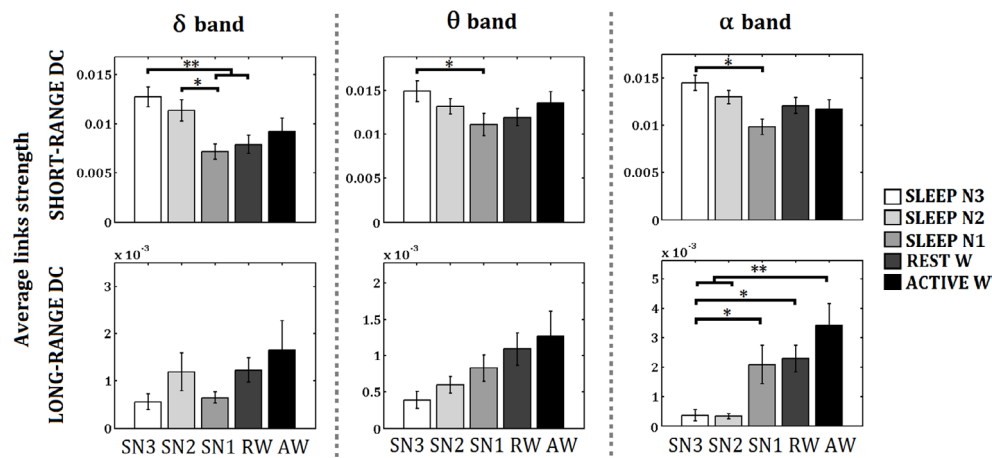 δ band
θ band
α band
Average links strength
SHORT-RANGE DC
0.015
0.01
0.005
0
**
*
0.015
0.01
0.005
0
*
0.015
0.01
0.005
0
*
LONG-RANGE DC
x 10⁻³
3
2
1
0
SN3 SN2 SN1 RW AW
x 10⁻³
2
1.5
1
0.5
0
SN3 SN2 SN1 RW AW
x 10⁻³
5
4
3
2
1
0
**
*
*
SN3 SN2 SN1 RW AW
SLEEP N3
SLEEP N2
SLEEP N1
REST W
ACTIVE W